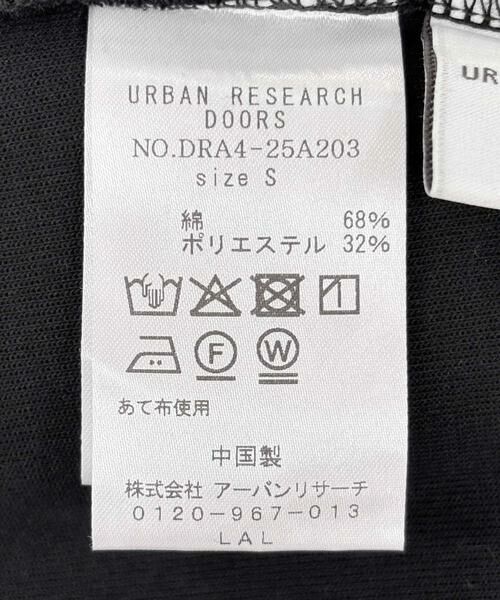 URBAN RESEARCH
DOORS
NO.DRA4-25A203
size S
綿 68%
ポリエステル 32%
F
W
あて布使用
中国製
株式会社 アーバンリサーチ
0120-967-013
LAL
UR